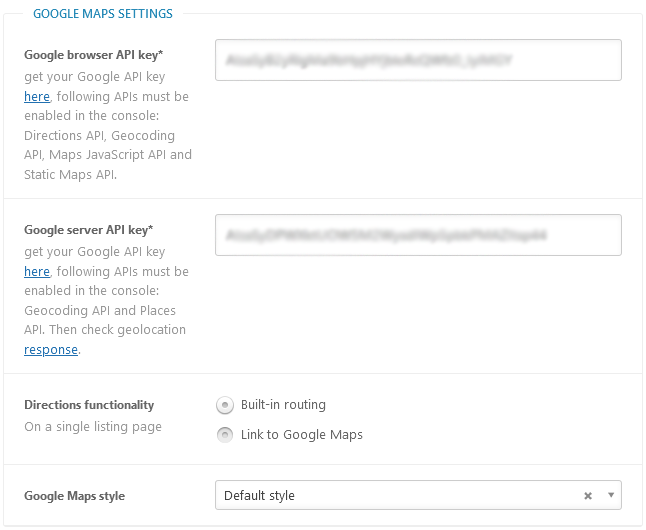 GOOGLE MAPS SETTINGS
Google browser API key*
get your Google API key
here, following APIs must be
enabled in the console:
Directions API, Geocoding
API, Maps JavaScript API and
Static Maps API.
Google server API key*
get your Google API key
here, following APIs must be
enabled in the console:
Geocoding API and Places
API. Then check geolocation
response.
Directions functionality
On a single listing page
Built-in routing
Link to Google Maps
Google Maps style
Default style